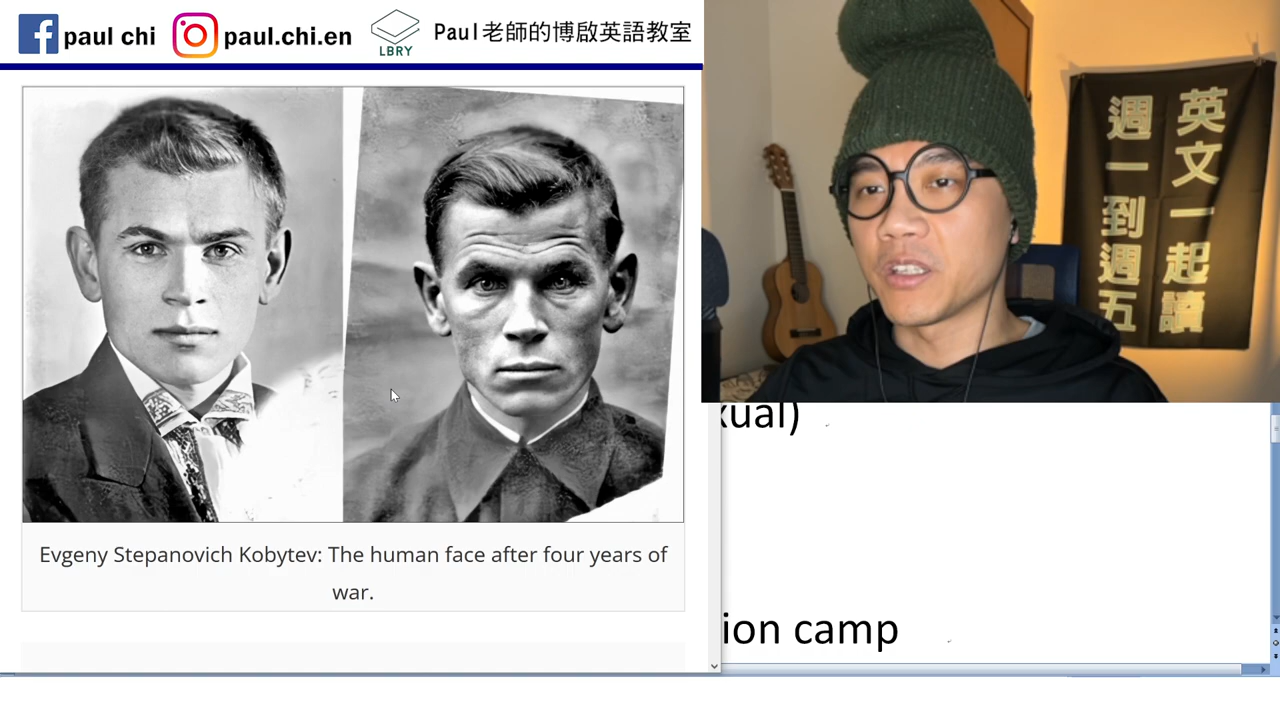 paul chi
paul.chi.en
LBRY
Paul老師的博啟英語教室
英文一起讀
週一到週五
xual)
Evgeny Stepanovich Kobytev: The human face after four years of
war.
ion camp